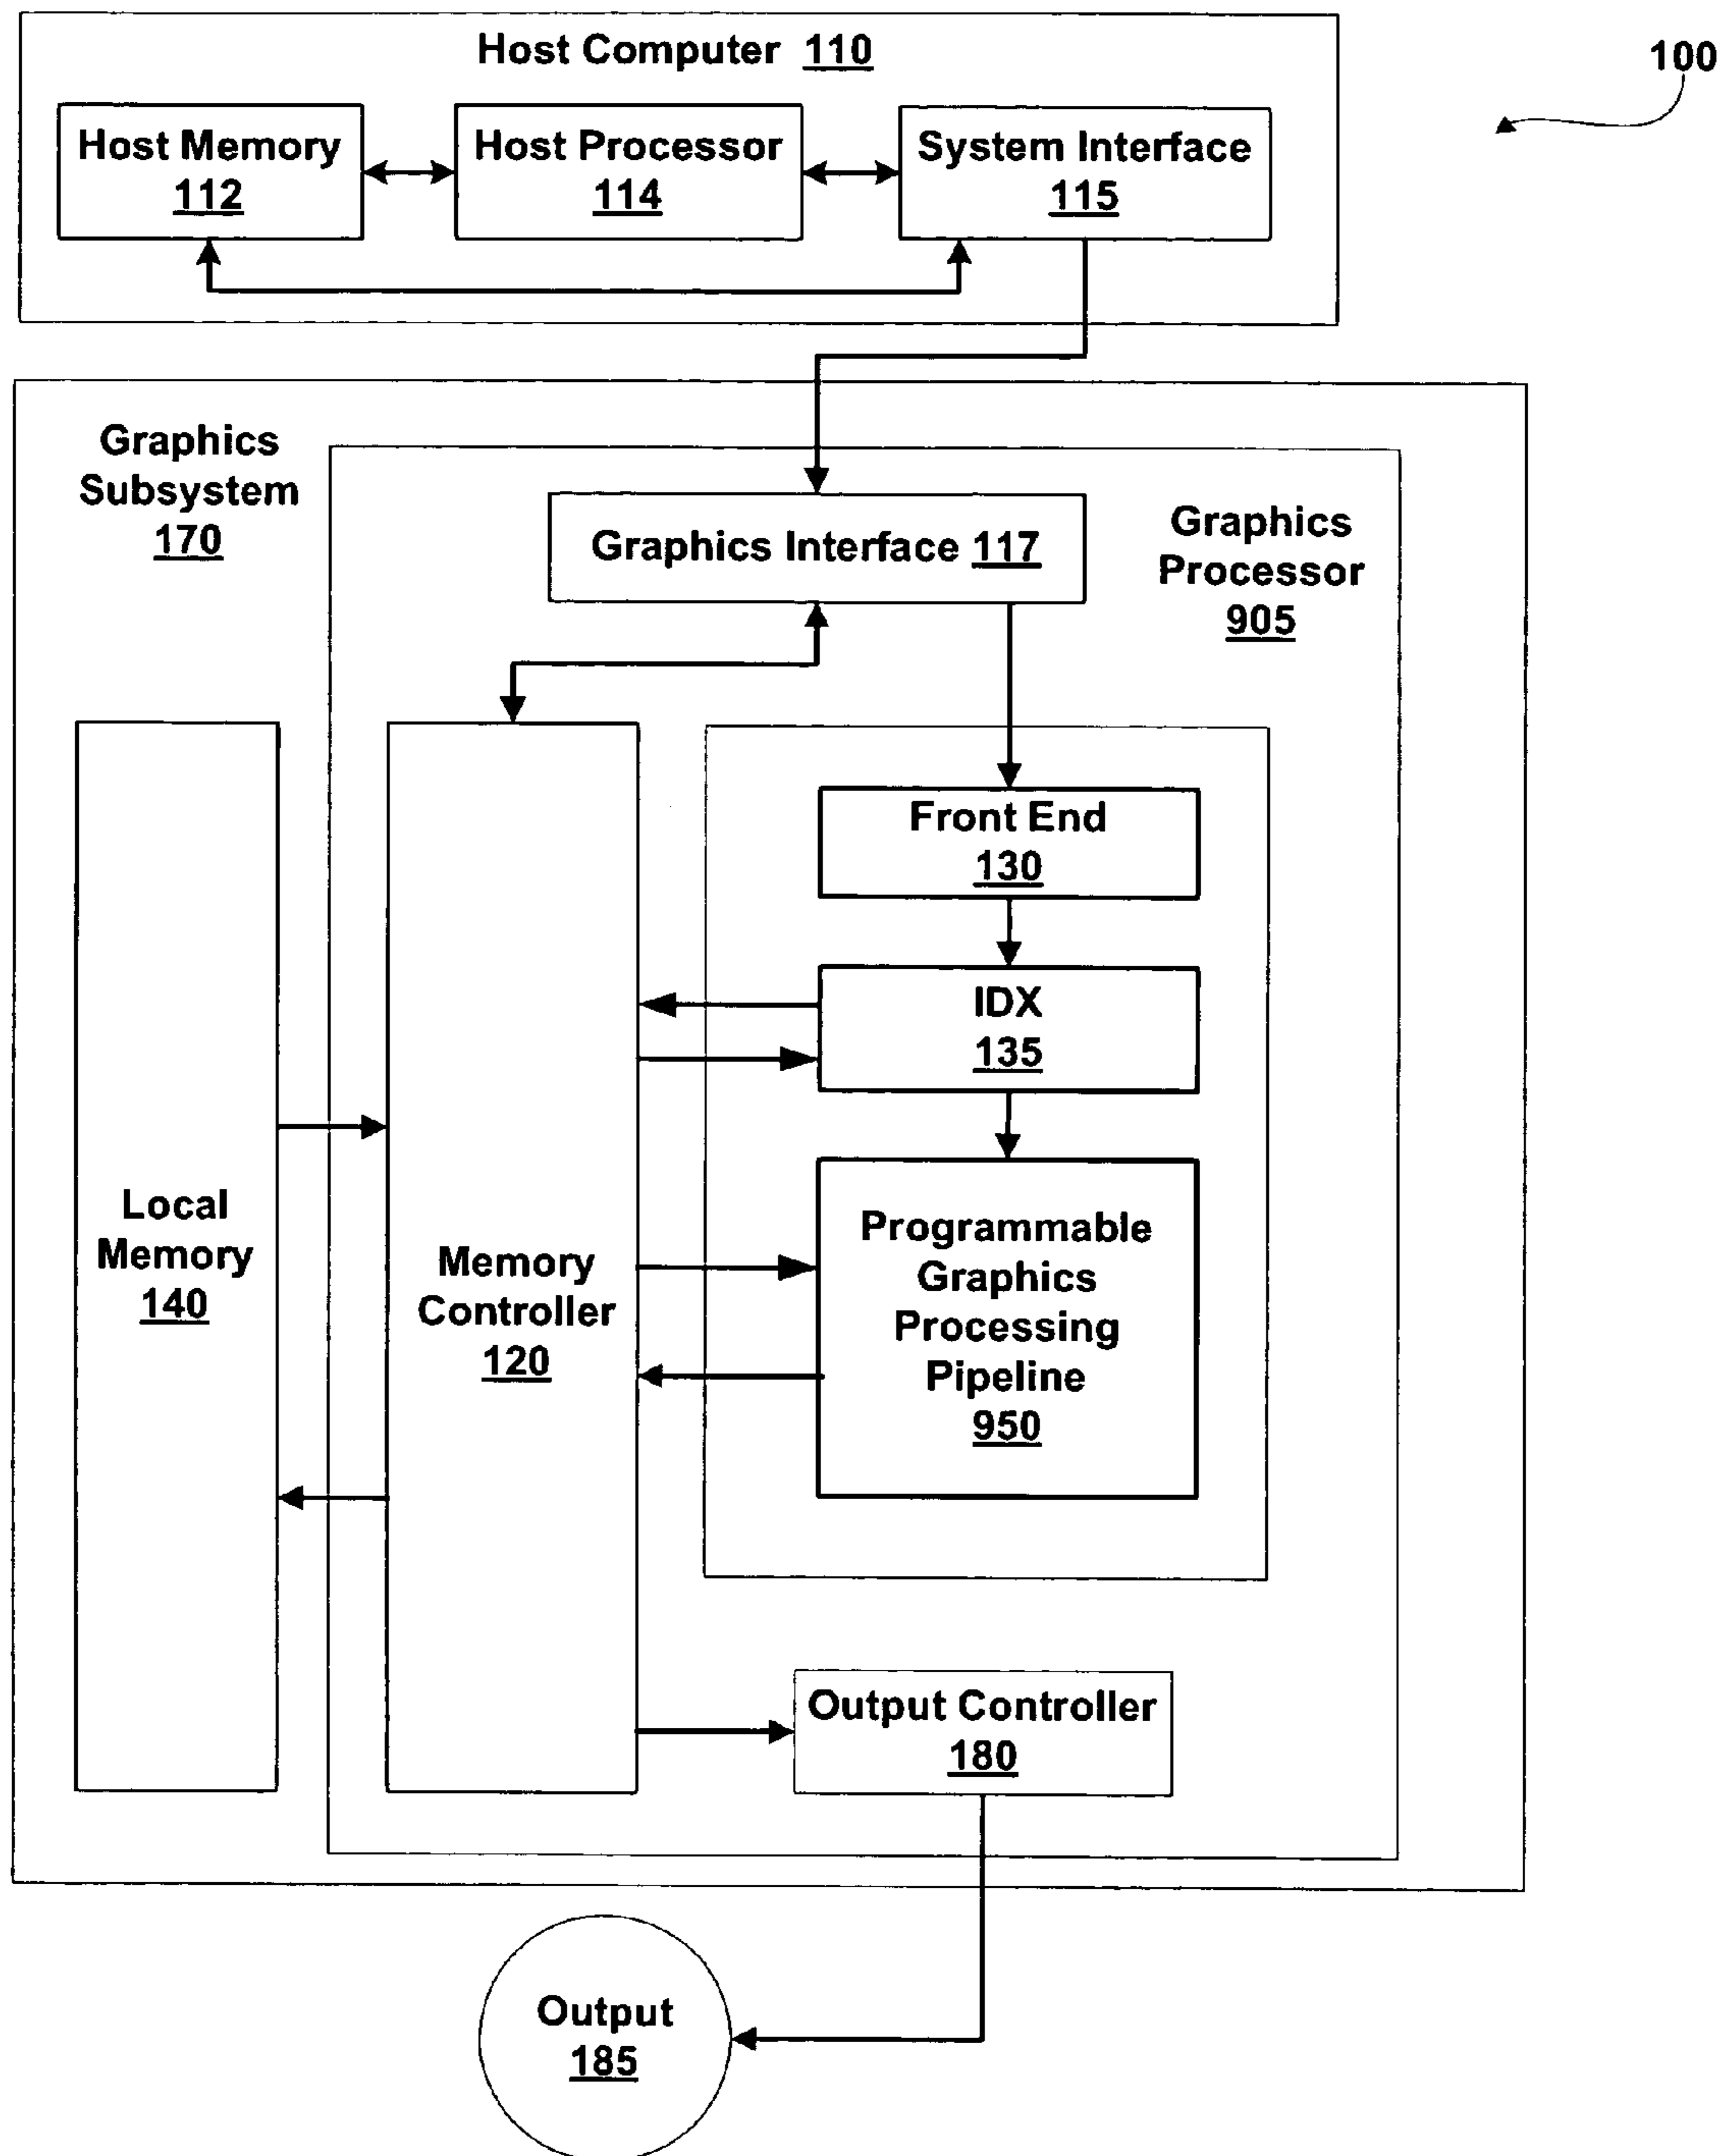 Host Computer 110
100
Host Memory
112
Host Processor
114
System Interface
115
Graphics
Subsystem
170
Graphics Interface 117
Graphics
Processor
905
Front End
130
IDX
135
Local
Memory
140
Memory
Controller
120
Programmable
Graphics
Processing
Pipeline
950
Output Controller
180
Output
185